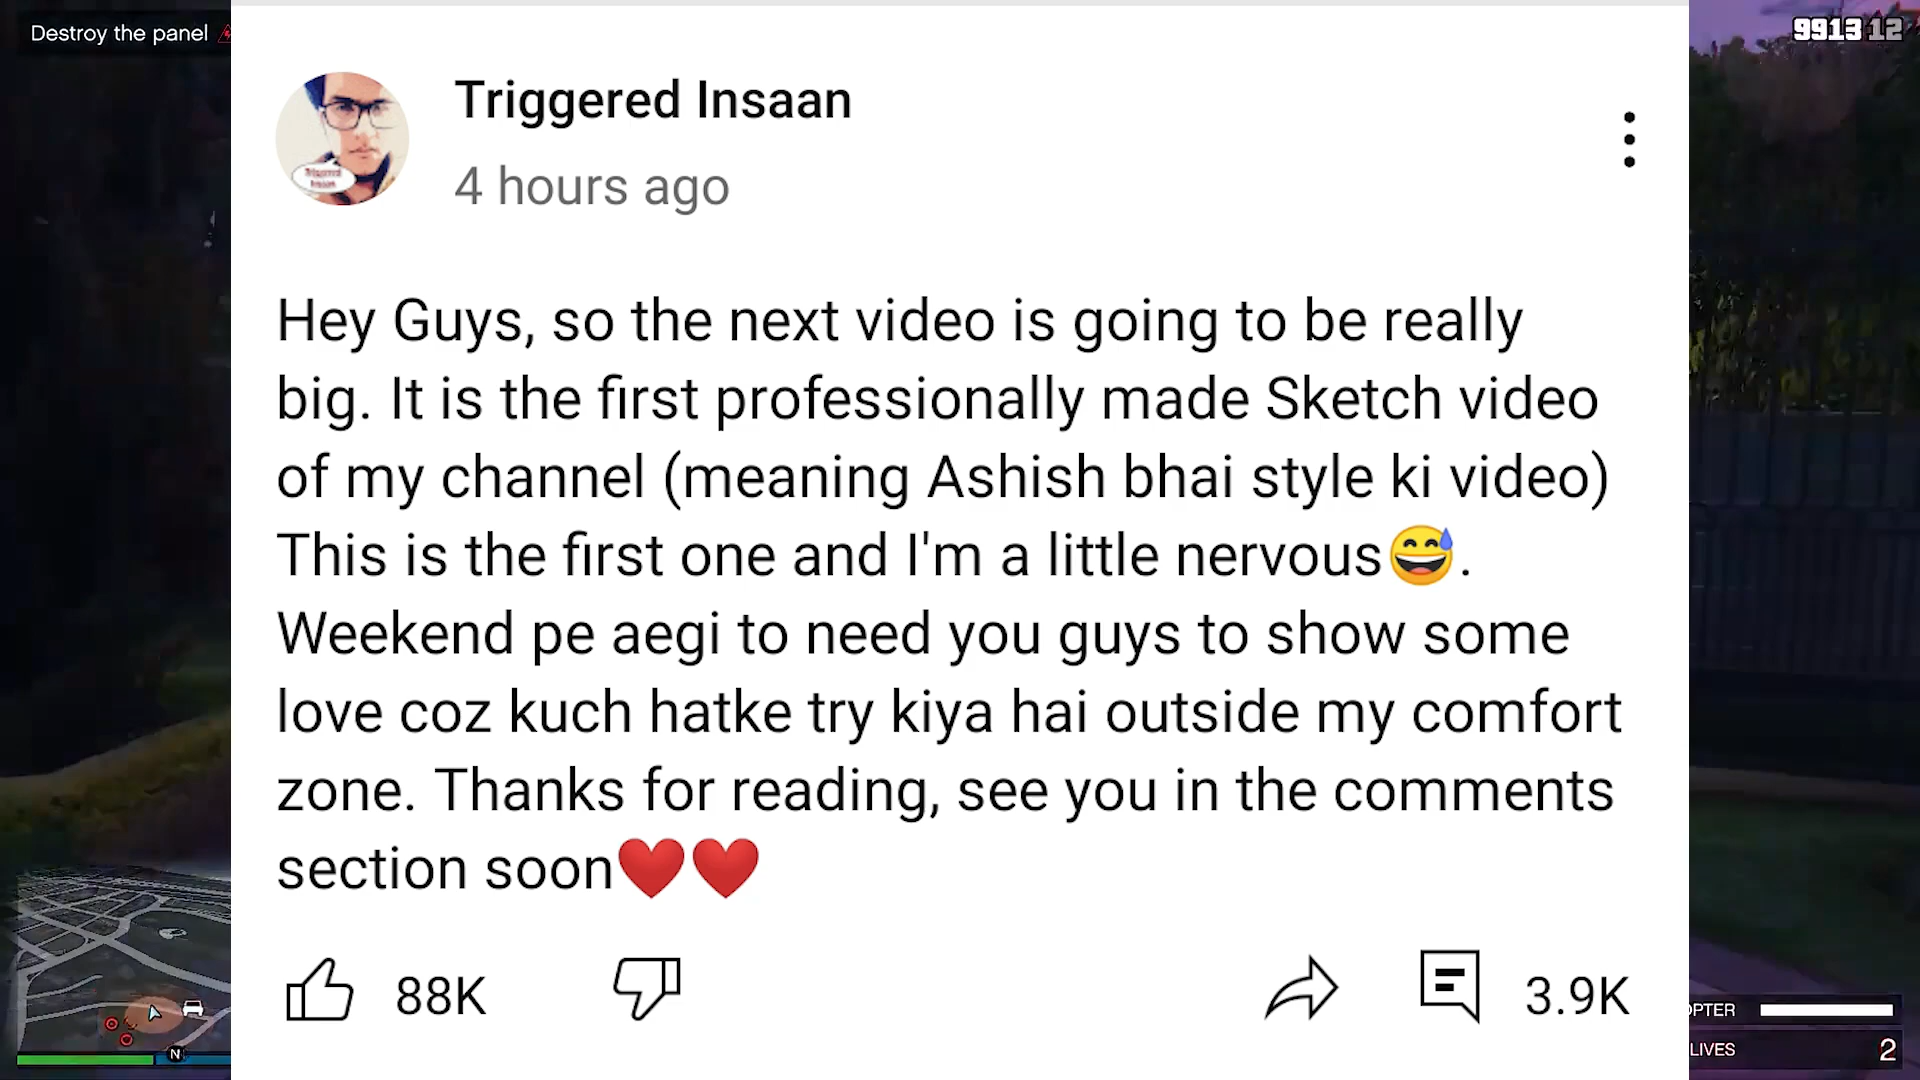 Destroy the panel
991312
Triggered Insaan
4 hours ago
Triggered
Insaan
Hey Guys, so the next video is going to be really
big. It is the first professionally made Sketch video
of my channel (meaning Ashish bhai style ki video)
This is the first one and I'm a little nervous😅.
Weekend pe aegi to need you guys to show some
love coz kuch hatke try kiya hai outside my comfort
zone. Thanks for reading, see you in the comments
section soon❤️❤️
88K
3.9K
OPTER
LIVES
2
N